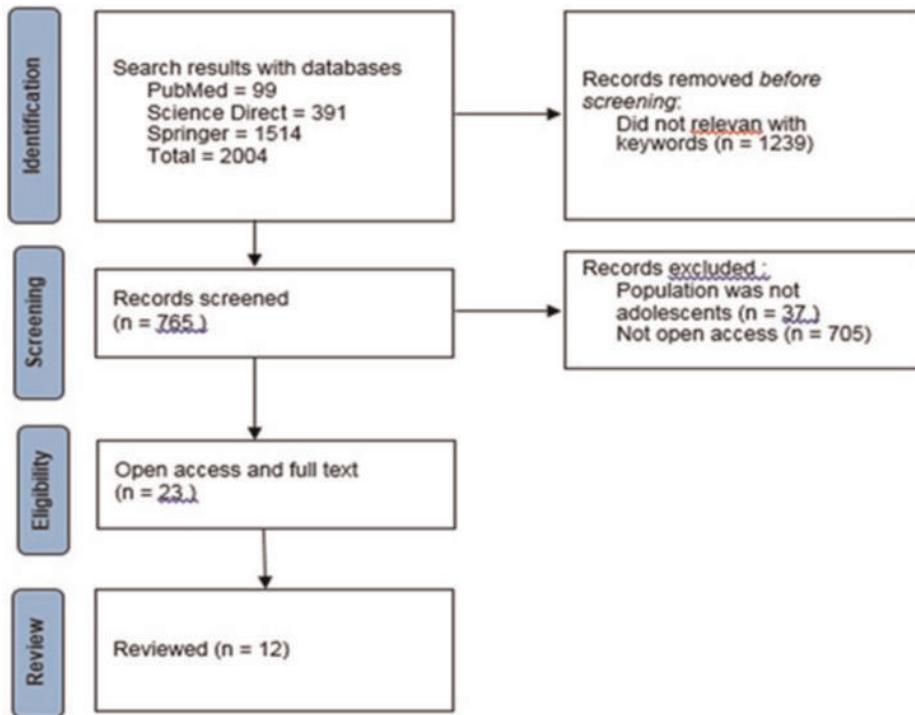 Identification
Search results with databases
PubMed = 99
Science Direct = 391
Springer = 1514
Total = 2004
Records removed before
screening:
Did not relevan with
keywords (n = 1239)
Screening
Records screened
(n = 765 )
Records excluded :
Population was not
adolescents (n = 37 )
Not open access (n = 705)
Eligibility
Open access and full text
(n = 23 )
Review
Reviewed (n = 12)